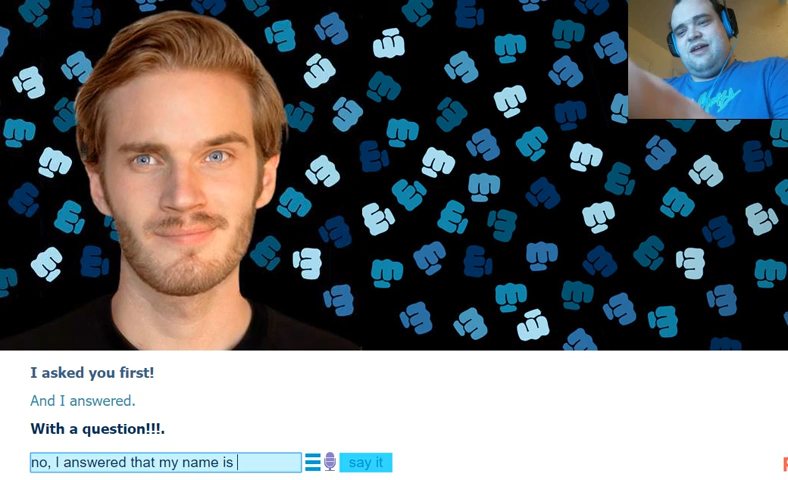 I asked you first!
And I answered.
With a question!!!.
no, I answered that my name is
say it